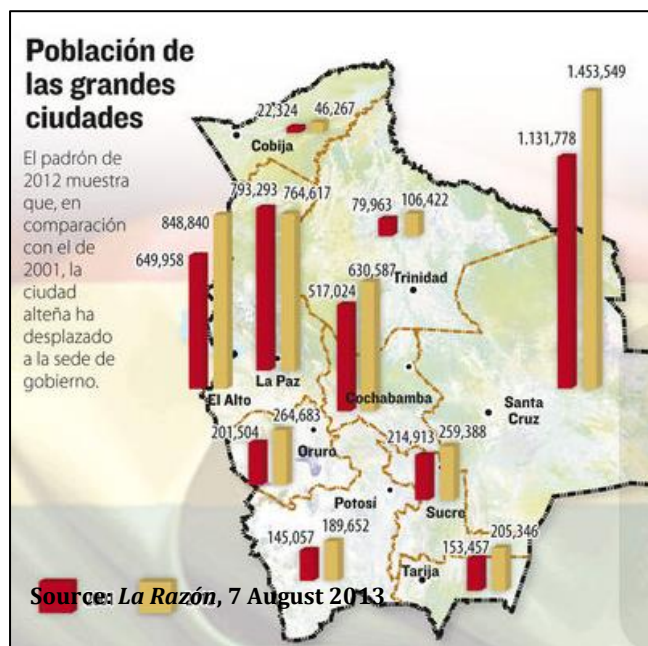 Población de
las grandes
ciudades
El padrón de
2012 muestra
que, en
comparación
con el de
2001, la
ciudad
alteña ha
desplazado
a la sede de
gobierno.
22,324 46,267
Cobija
1.453,549
1.131,778
793,293 764,617
79,963 106,422
848,840
649,958
630,587
517,024
Trinidad
La Paz
El Alto
Cochabamba
Santa
Cruz
264,683
201,504
Oruro
259,388
214,913
Potosí
Sucre
189,652
145,057
205,346
153,457
Tarija
Source: La Razón, 7 August 2013